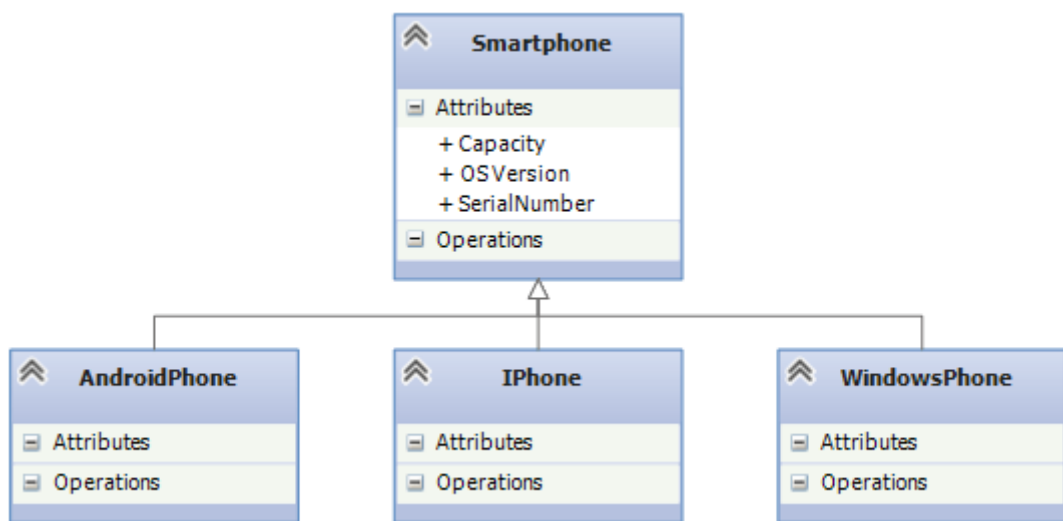 Smartphone
Attributes
+ Capacity
+ OSVersion
+ SerialNumber
Operations
AndroidPhone
Attributes
Operations
IPhone
Attributes
Operations
WindowsPhone
Attributes
Operations